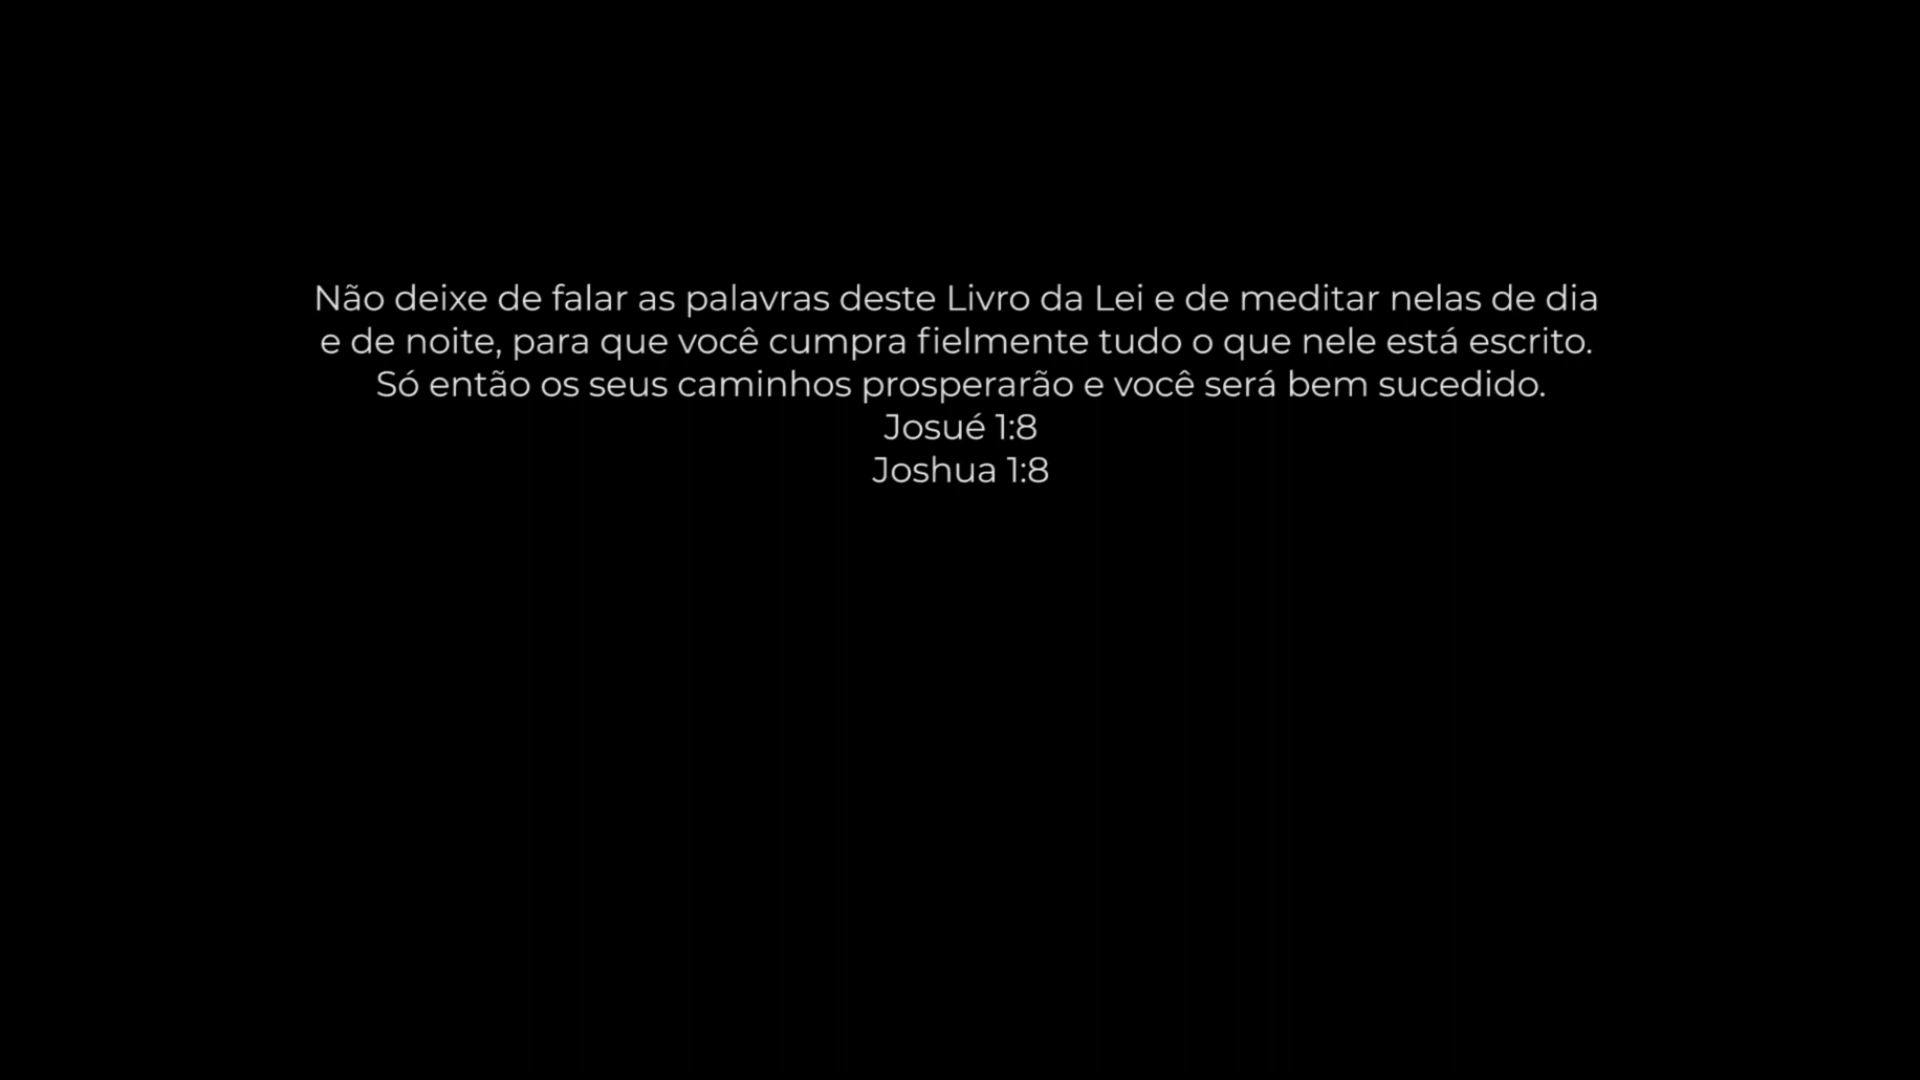 Não deixe de falar as palavras deste Livro da Lei e de meditar nelas de dia
e de noite, para que você cumpra fielmente tudo o que nele está escrito.
Só então os seus caminhos prosperarão e você será bem sucedido.
Josué 1:8
Joshua 1:8